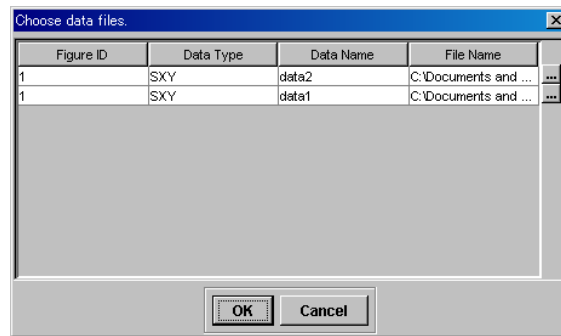 Choose data files.
Figure ID Data Type Data Name File Name
1 SXY data2 C:\Documents and ... ...
1 SXY data1 C:\Documents and ... ...
OK Cancel